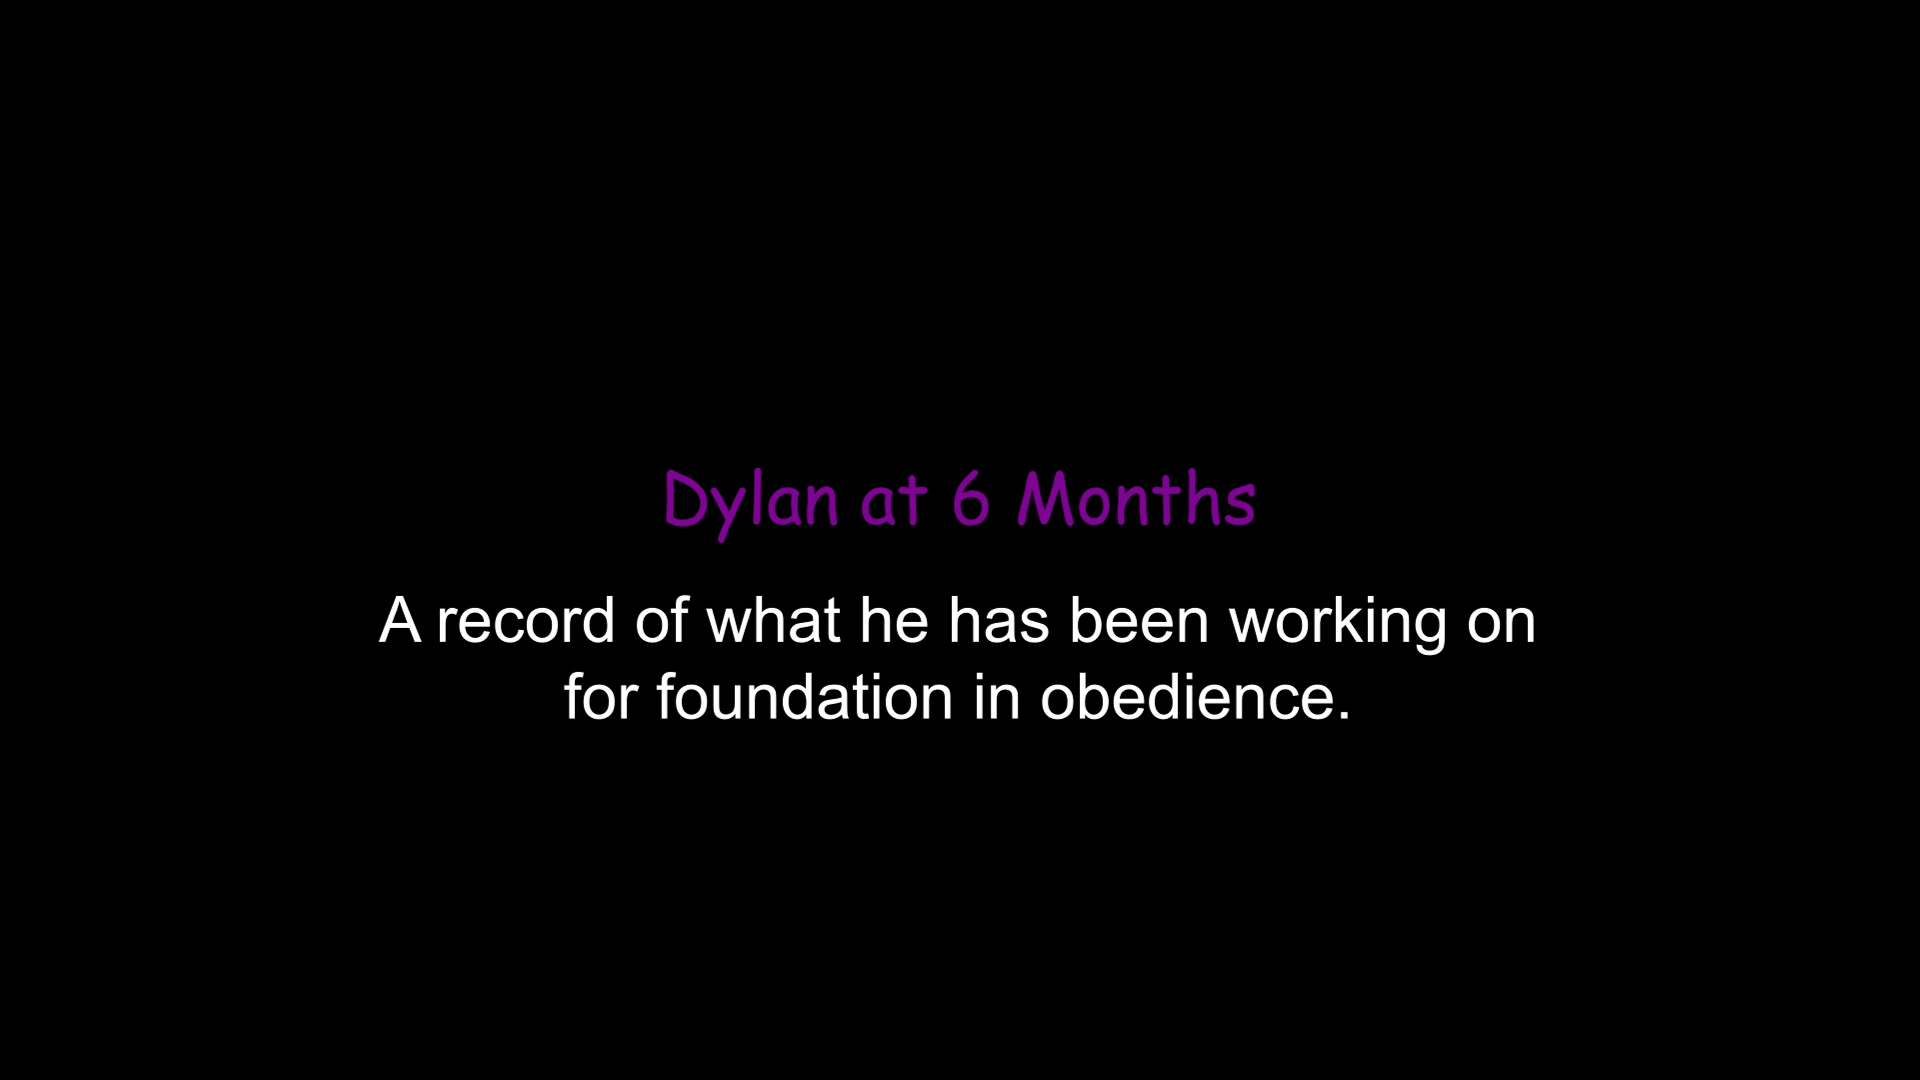 Dylan at 6 Months
A record of what he has been working on
for foundation in obedience.